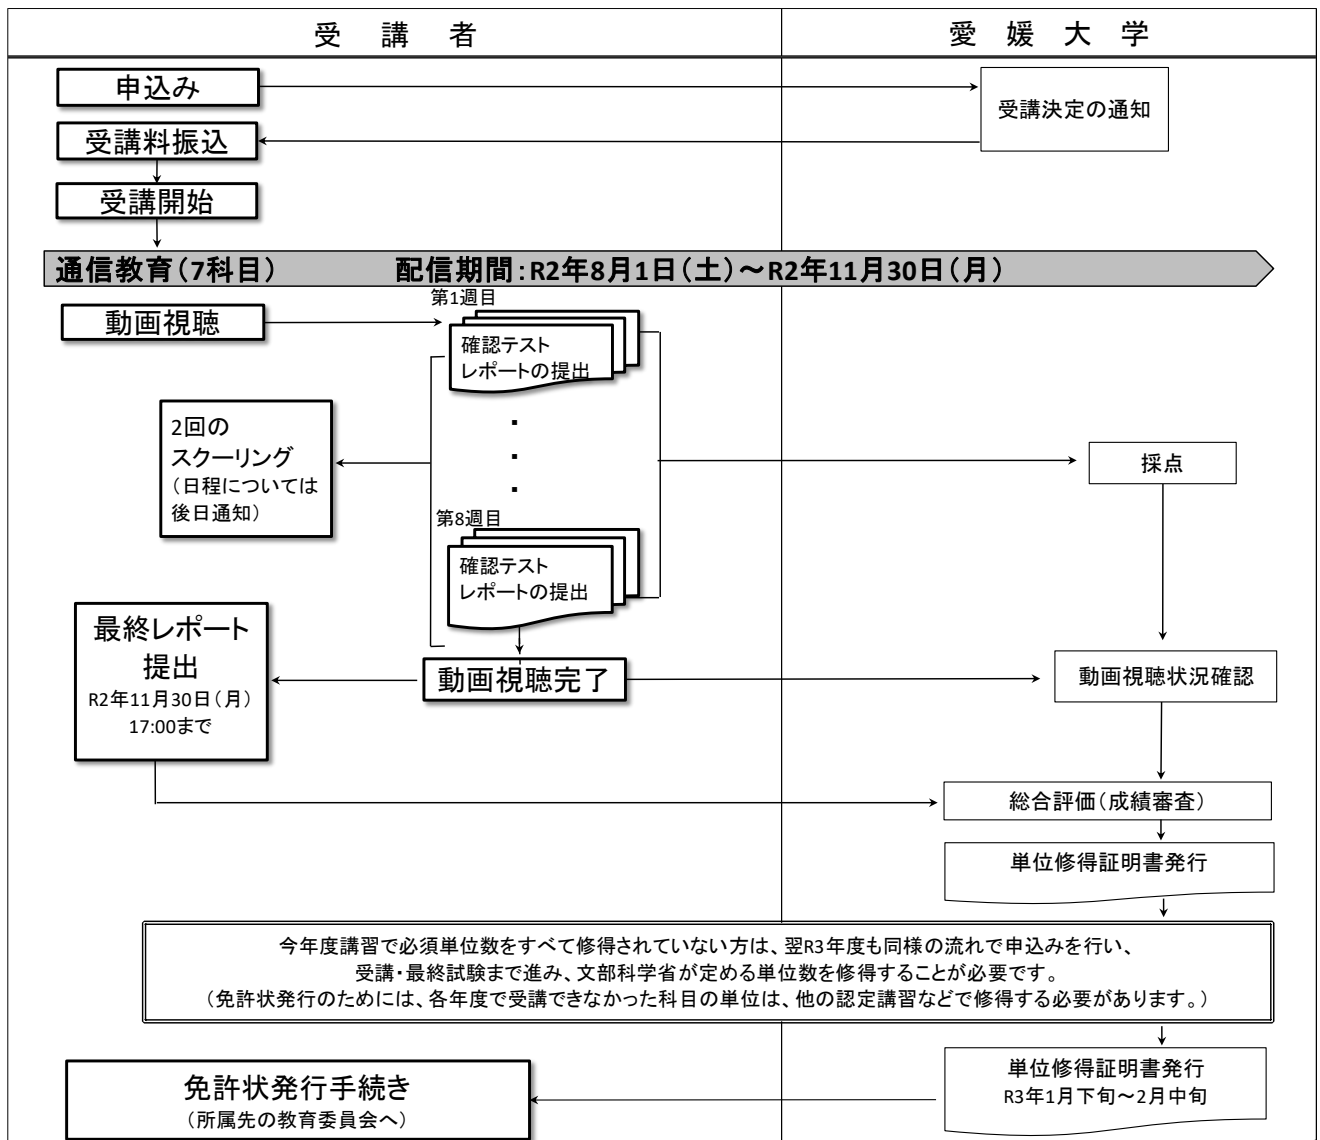 受講者
愛媛大学
申込み
受講決定の通知
受講料振込
受講開始
通信教育(7科目) 配信期間:R2年8月1日(土)~R2年11月30日(月)
第1週目
動画視聴
確認テスト
レポートの提出
・
・
・
2回の
スクーリング
(日程については
後日通知)
採点
第8週目
確認テスト
レポートの提出
最終レポート
提出
R2年11月30日(月)
17:00まで
動画視聴完了
動画視聴状況確認
総合評価(成績審査)
単位修得証明書発行
今年度講習で必須単位数をすべて修得されていない方は、翌R3年度も同様の流れで申込みを行い、
受講・最終試験まで進み、文部科学省が定める単位数を修得することが必要です。
(免許状発行のためには、各年度で受講できなかった科目の単位は、他の認定講習などで修得する必要があります。)
免許状発行手続き
(所属先の教育委員会へ)
単位修得証明書発行
R3年1月下旬~2月中旬